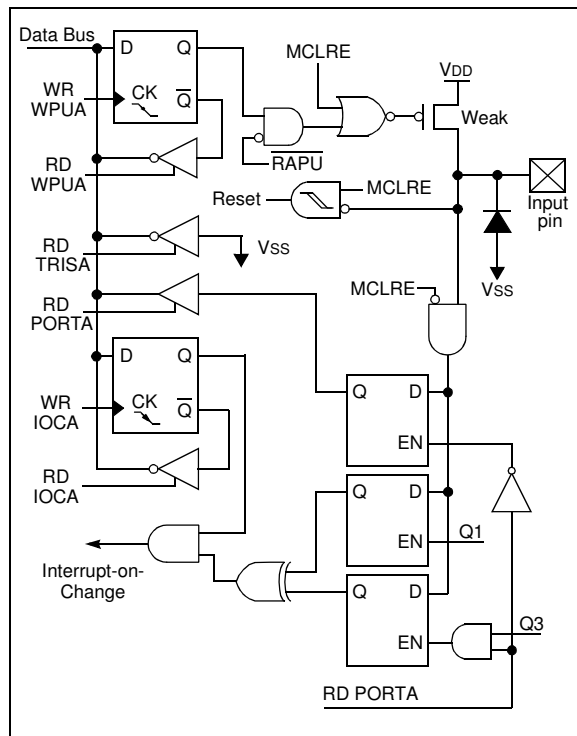 Data Bus
D
Q
MCLRE
VDD
WR
WPUA
CK
Q
Weak
RD
WPUA
RAPU
Reset
MCLRE
Input
pin
RD
TRISA
VSS
VSS
RD
PORTA
MCLRE
D
Q
Q
D
WR
IOCA
CK
Q
EN
RD
IOCA
Q
D
EN
Q1
Interrupt-on-
Change
Q
D
EN
Q3
RD PORTA